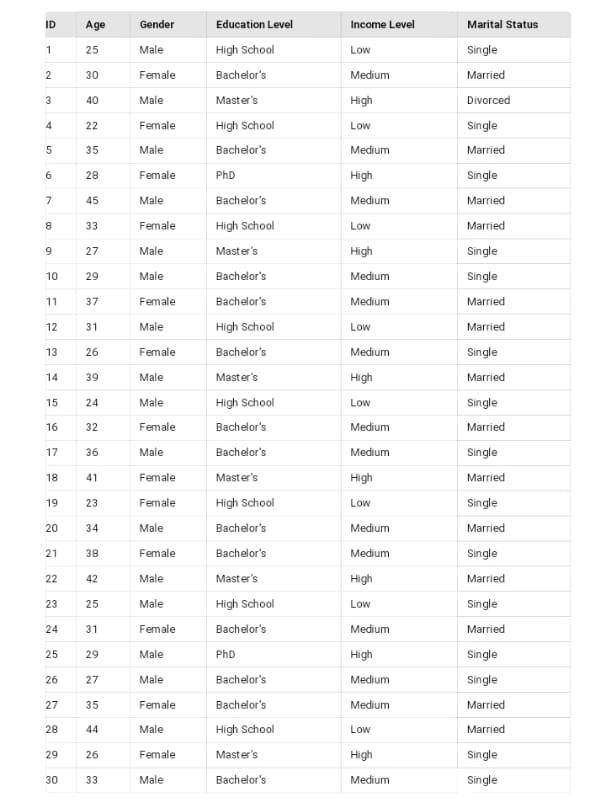 ID Age Gender Education Level Income Level Marital Status
1 25 Male High School Low Single
2 30 Female Bachelor's Medium Married
3 40 Male Master's High Divorced
4 22 Female High School Low Single
5 35 Male Bachelor's Medium Married
6 28 Female PhD High Single
7 45 Male Bachelor's Medium Married
8 33 Female High School Low Married
9 27 Male Master's High Single
10 29 Male Bachelor's Medium Single
11 37 Female Bachelor's Medium Married
12 31 Male High School Low Married
13 26 Female Bachelor's Medium Single
14 39 Male Master's High Married
15 24 Male High School Low Single
16 32 Female Bachelor's Medium Married
17 36 Male Bachelor's Medium Single
18 41 Female Master's High Married
19 23 Female High School Low Single
20 34 Male Bachelor's Medium Married
21 38 Female Bachelor's Medium Single
22 42 Male Master's High Married
23 25 Male High School Low Single
24 31 Female Bachelor's Medium Married
25 29 Male PhD High Single
26 27 Male Bachelor's Medium Single
27 35 Female Bachelor's Medium Married
28 44 Male High School Low Married
29 26 Female Master's High Single
30 33 Male Bachelor's Medium Single